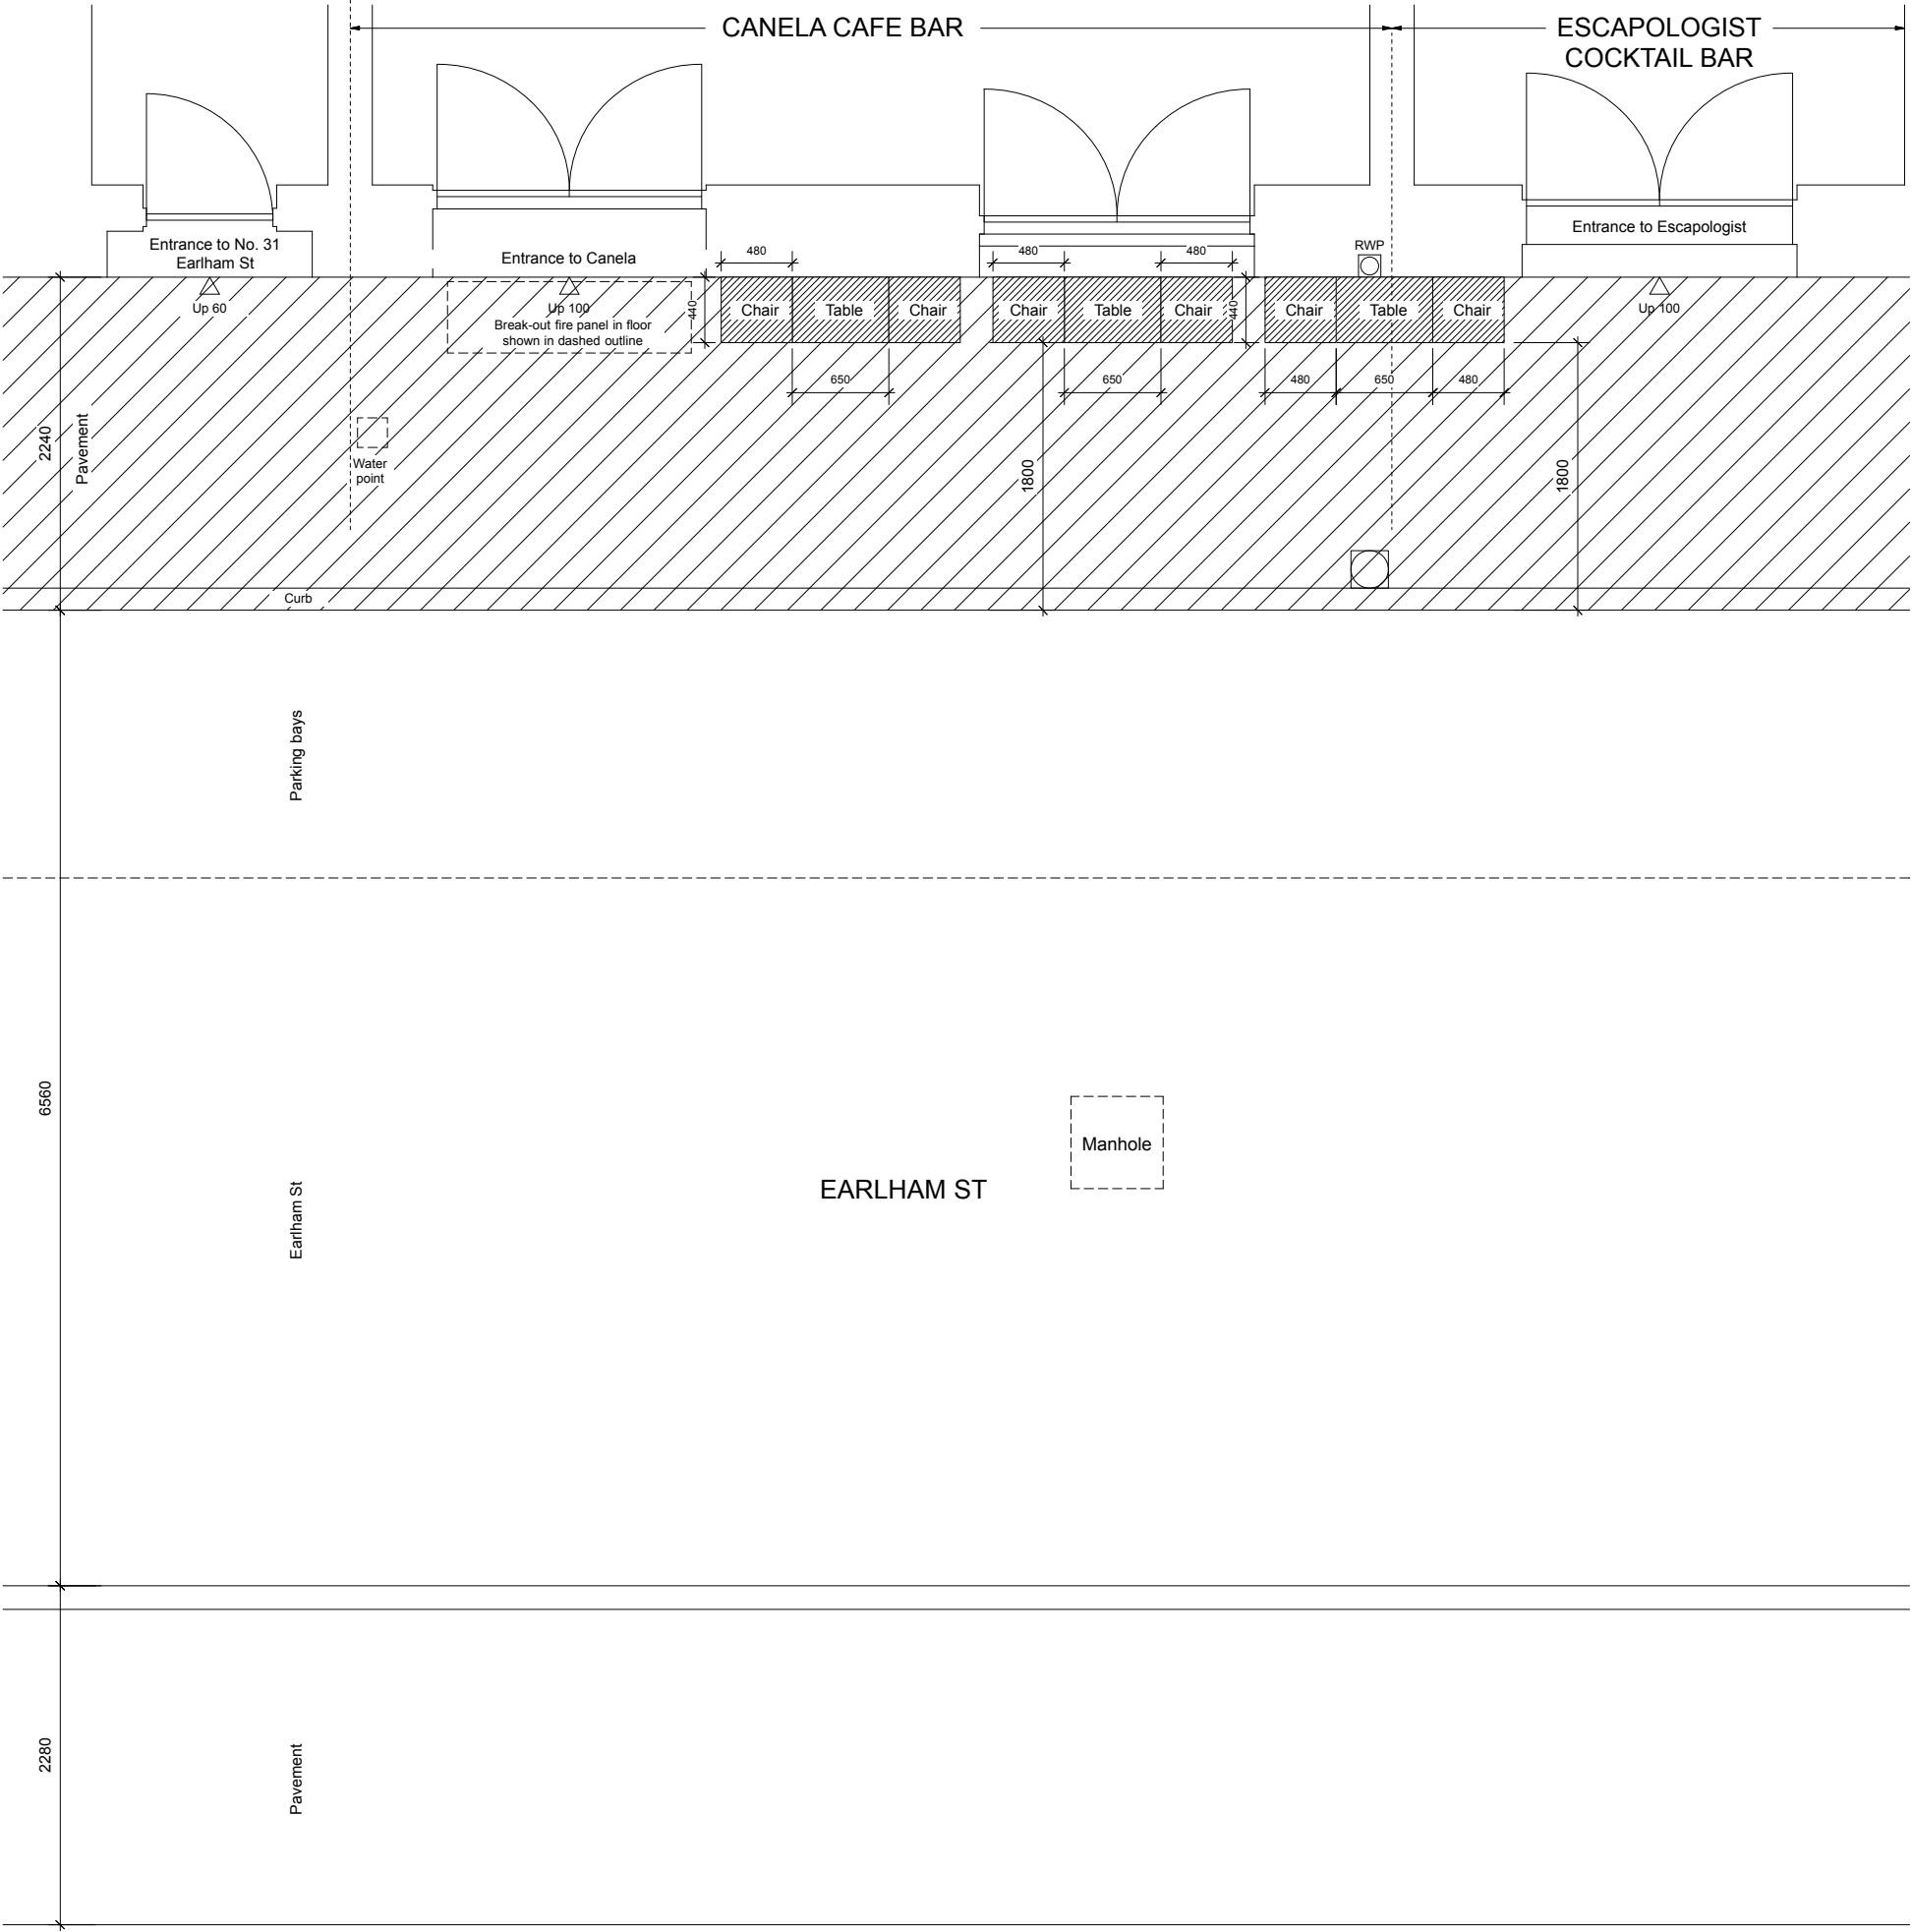 CANELA CAFE BAR
ESCAPOLOGIST
COCKTAIL BAR
Entrance to No. 31
Earlham St
Entrance to Canela
Entrance to Escapologist
RWP
480
480
480
Up 60
Up 100
Break-out fire panel in floor
shown in dashed outline
440
Chair
Table
Chair
Chair
Table
Chair
440
Chair
Table
Chair
Up 100
650
650
480
650
480
2240
Pavement
Water
point
1800
1800
Curb
Parking bays
6560
Manhole
EARLHAM ST
Earlham St
2280
Pavement